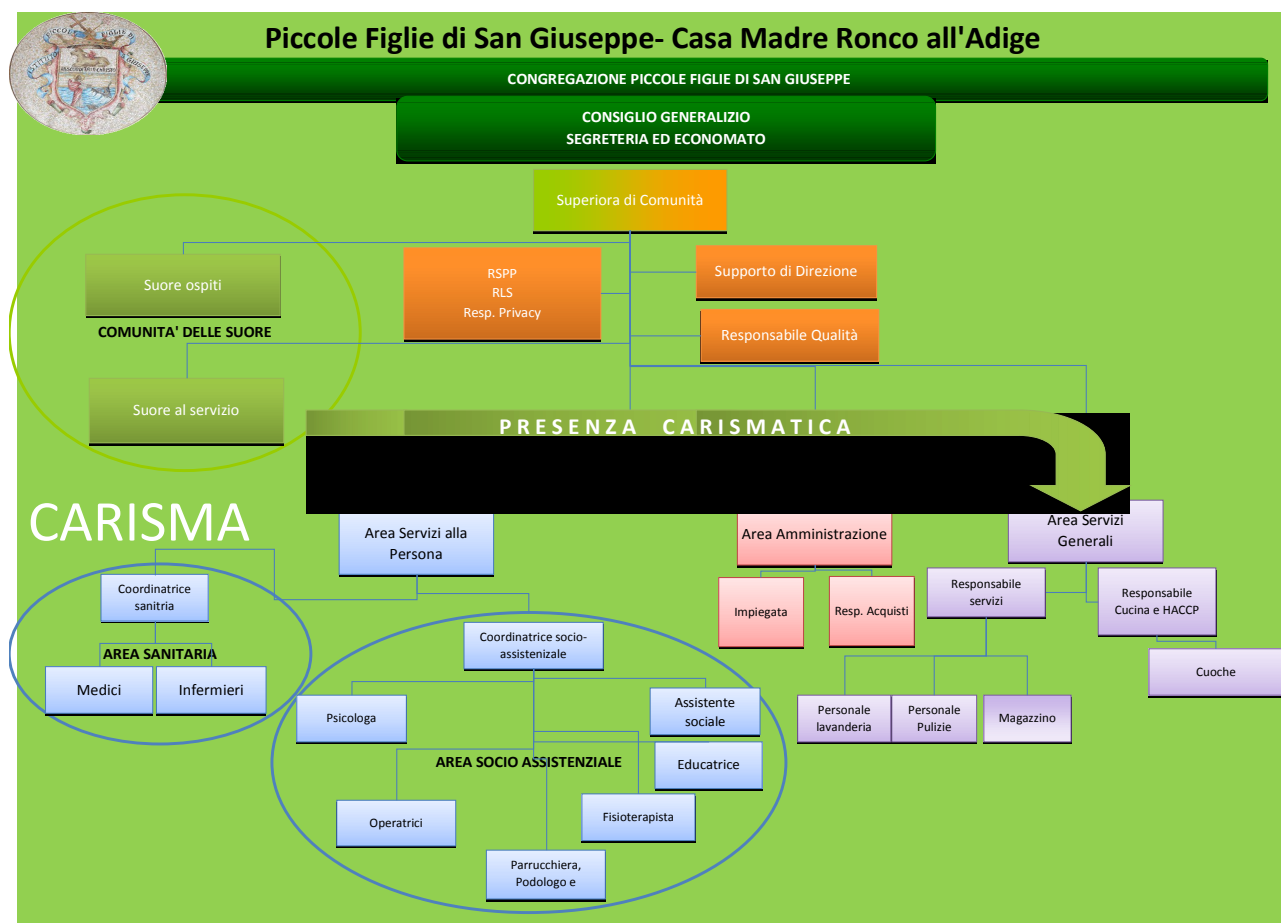 Piccole Figlie di San Giuseppe- Casa Madre Ronco all'Adige
CONGREGAZIONE PICCOLE FIGLIE DI SAN GIUSEPPE
CONSIGLIO GENERALIZIO
SEGRETERIA ED ECONOMATO
Superiora di Comunità
Suore ospiti
RSPP
RLS
Resp. Privacy
Supporto di Direzione
COMUNITA' DELLE SUORE
Responsabile Qualità
Suore al servizio
PRESENZA CARISMATICA
CARISMA
Area Servizi alla
Persona
Area Amministrazione
Area Servizi
Generali
Coordinatrice
sanitria
Impiegata
Resp. Acquisti
Responsabile
servizi
Responsabile
Cucina e HACCP
AREA SANITARIA
Medici
Infermieri
Coordinatrice socio-
assistenizale
Cuoche
Psicologa
Assistente
sociale
Personale
lavanderia
Personale
Pulizie
Magazzino
AREA SOCIO ASSISTENZIALE
Educatrice
Operatrici
Fisioterapista
Parrucchiera,
Podologo e